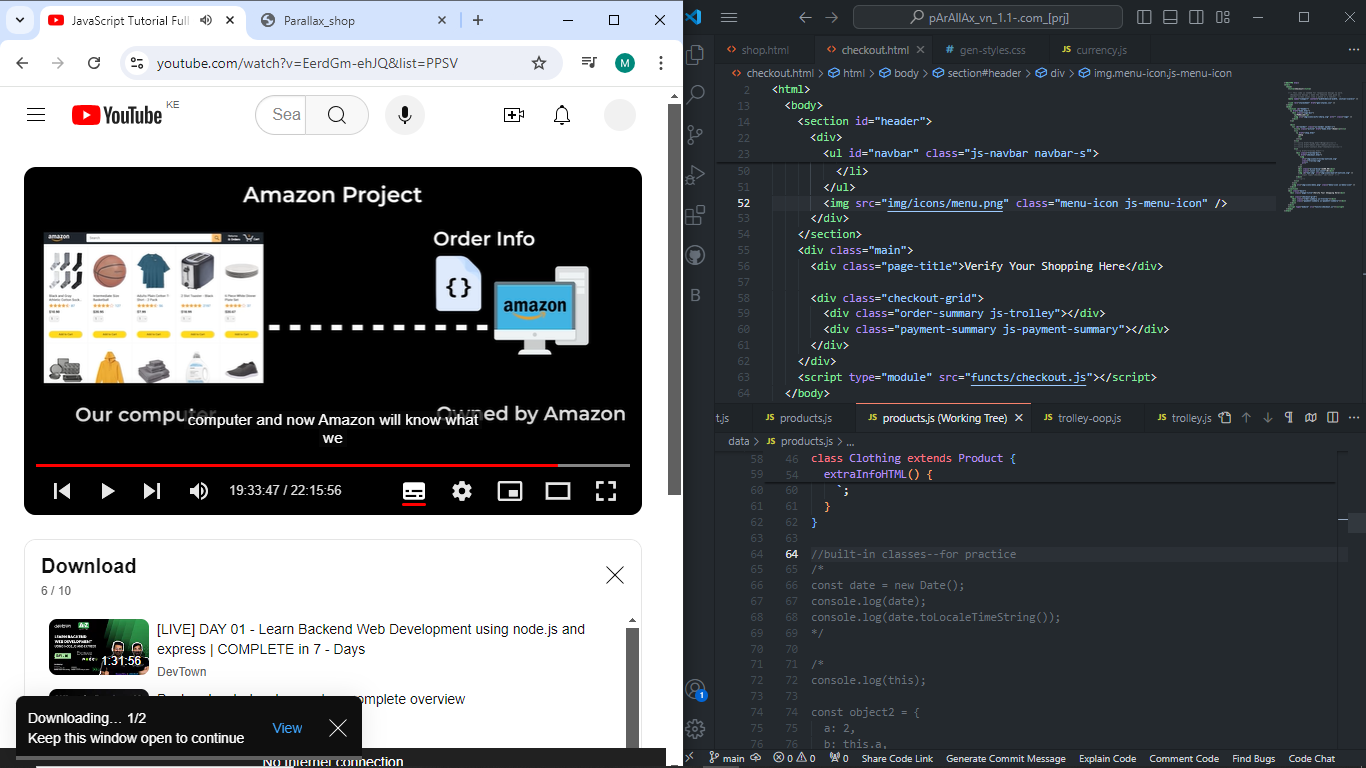 JavaScript Tutorial Full
Parallax_shop
youtube.com/watch?v=EerdGm-ehJQ&list=PPSV
M
YouTube
KE
Sea
Amazon Project
amazon
Order Info
{}
amazon
Our computer
Owned by Amazon
computer and now Amazon will know what
we
19:33:47 / 22:15:56
Download
6 / 10
[LIVE] DAY 01 - Learn Backend Web Development using node.js and
express | COMPLETE in 7 - Days
DevTown
1:31:56
complete overview
Downloading... 1/2
Keep this window open to continue
View
No internet connection
pArAllAx_vn_1.1-.com_[prj]
shop.html
checkout.html
gen-styles.css
JS currency.js
checkout.html > html > body > section#header > div > img.menu-icon.js-menu-icon
2 <html>
13 <body>
14 <section id="header">
22 <div>
23 <ul id="navbar" class="js-navbar navbar-s">
50 </li>
51 </ul>
52 <img src="img/icons/menu.png" class="menu-icon js-menu-icon" />
53 </div>
54 </section>
55 <div class="main">
56 <div class="page-title">Verify Your Shopping Here</div>
57
58 <div class="checkout-grid">
59 <div class="order-summary js-trolley"></div>
60 <div class="payment-summary js-payment-summary"></div>
61 </div>
62 </div>
63 <script type="module" src="functs/checkout.js"></script>
64 </body>
t.js
JS products.js
JS products.js (Working Tree)
JS trolley-oop.js
JS trolley.js
data > JS products.js > ...
58 46 class Clothing extends Product {
59 54 extraInfoHTML() {
60 60 `;
61 61 }
62 62 }
63 63
64 64 //built-in classes--for practice
65 65 /*
66 66 const date = new Date();
67 67 console.log(date);
68 68 console.log(date.toLocaleTimeString());
69 69 */
70 70
71 71 /*
72 72 console.log(this);
73 73
74 74 const object2 = {
75 75 a: 2,
76 76 b: this.a,
B
1
main
0 0
0
Share Code Link
Generate Commit Message
Explain Code
Comment Code
Find Bugs
Code Chat